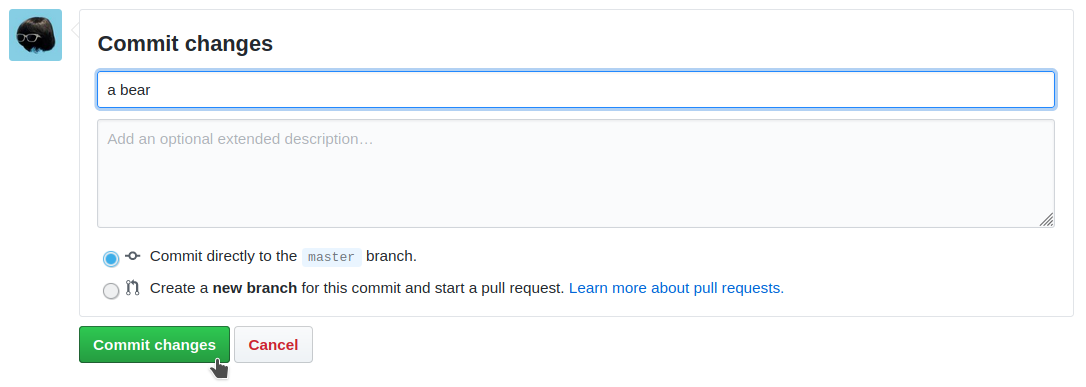 Commit changes
a bear
Add an optional extended description…
Commit directly to the master branch.
Create a new branch for this commit and start a pull request. Learn more about pull requests.
Commit changes Cancel